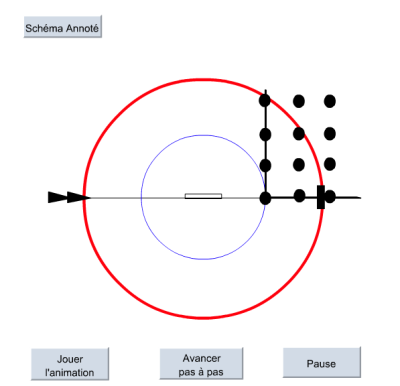 Schéma Annoté
Jouer
l'animation
Avancer
pas à pas
Pause